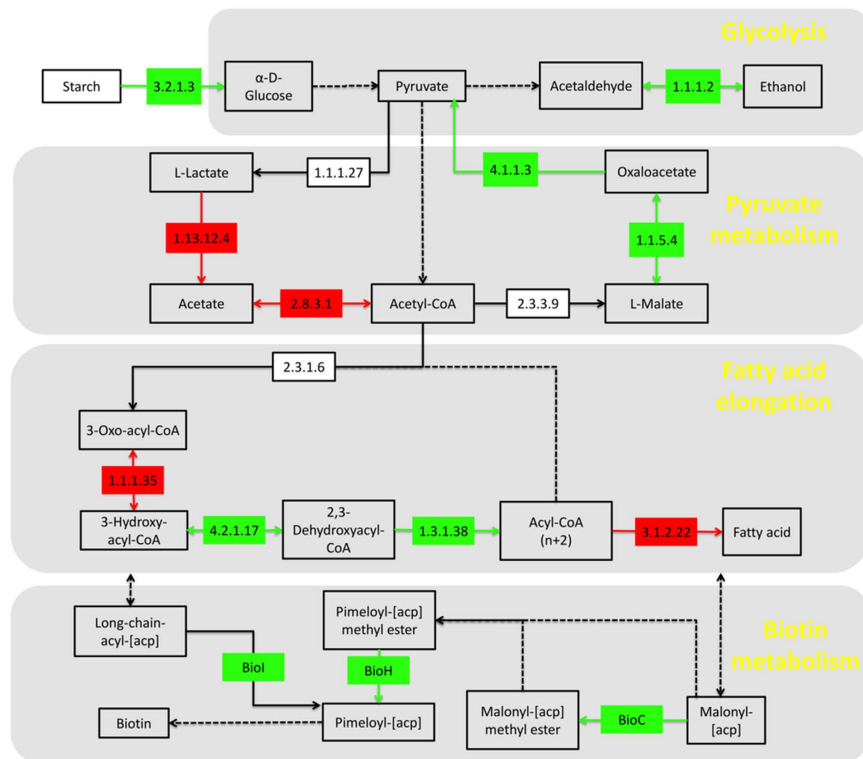 Glycolysis
Starch
3.2.1.3
α-D-
Glucose
Pyruvate
Acetaldehyde
1.1.1.2
Ethanol
Pyruvate
metabolism
L-Lactate
1.1.1.27
4.1.1.3
Oxaloacetate
1.13.12.4
1.1.5.4
Acetate
2.8.3.1
Acetyl-CoA
2.3.3.9
L-Malate
Fatty acid
elongation
2.3.1.6
3-Oxo-acyl-CoA
1.1.1.35
3-Hydroxy-
acyl-CoA
4.2.1.17
2,3-
Dehydroxyacyl-
CoA
1.3.1.38
Acyl-CoA
(n+2)
3.1.2.22
Fatty acid
Biotin
metabolism
Long-chain-
acyl-[acp]
Pimeloyl-[acp]
methyl ester
BioI
BioH
Biotin
Pimeloyl-[acp]
Malonyl-[acp]
methyl ester
BioC
Malonyl-
[acp]